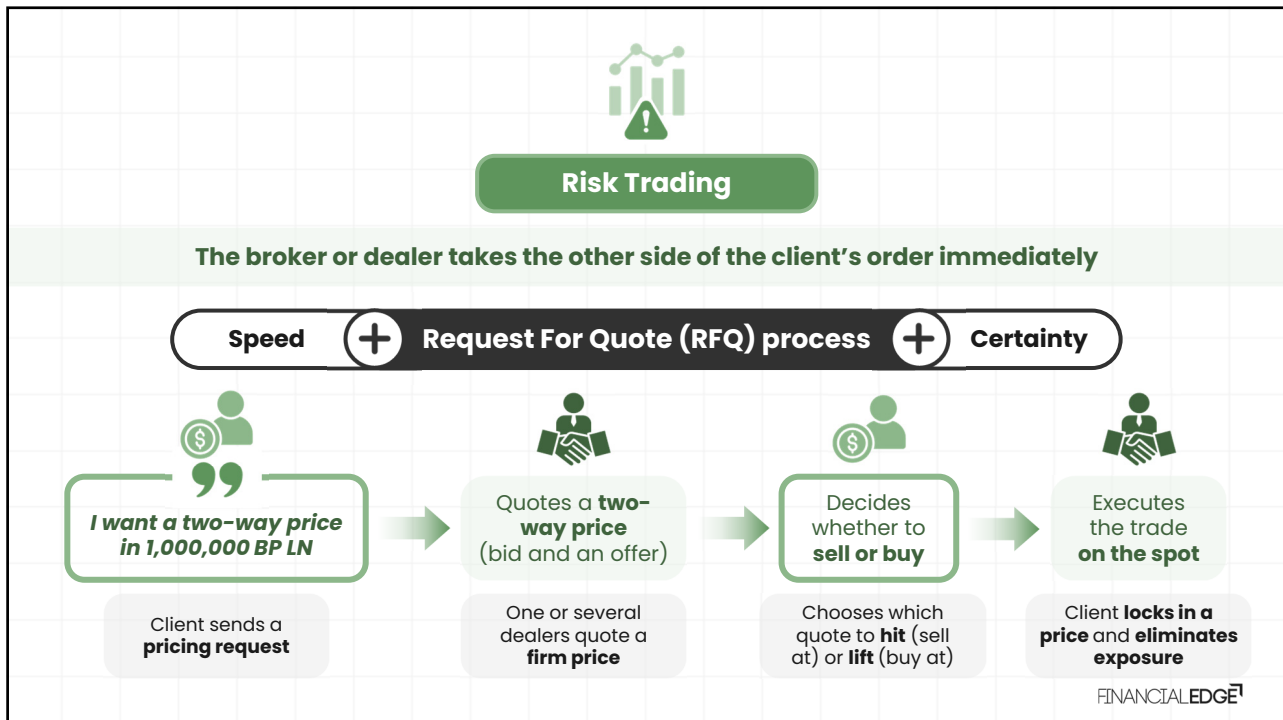 Risk Trading
The broker or dealer takes the other side of the client’s order immediately
Speed + Request For Quote (RFQ) process + Certainty
I want a two-way price
in 1,000,000 BP LN
Client sends a
pricing request
Quotes a two-
way price
(bid and an offer)
One or several
dealers quote a
firm price
Decides
whether to
sell or buy
Chooses which
quote to hit (sell
at) or lift (buy at)
Executes
the trade
on the spot
Client locks in a
price and eliminates
exposure
FINANCIALEDGE